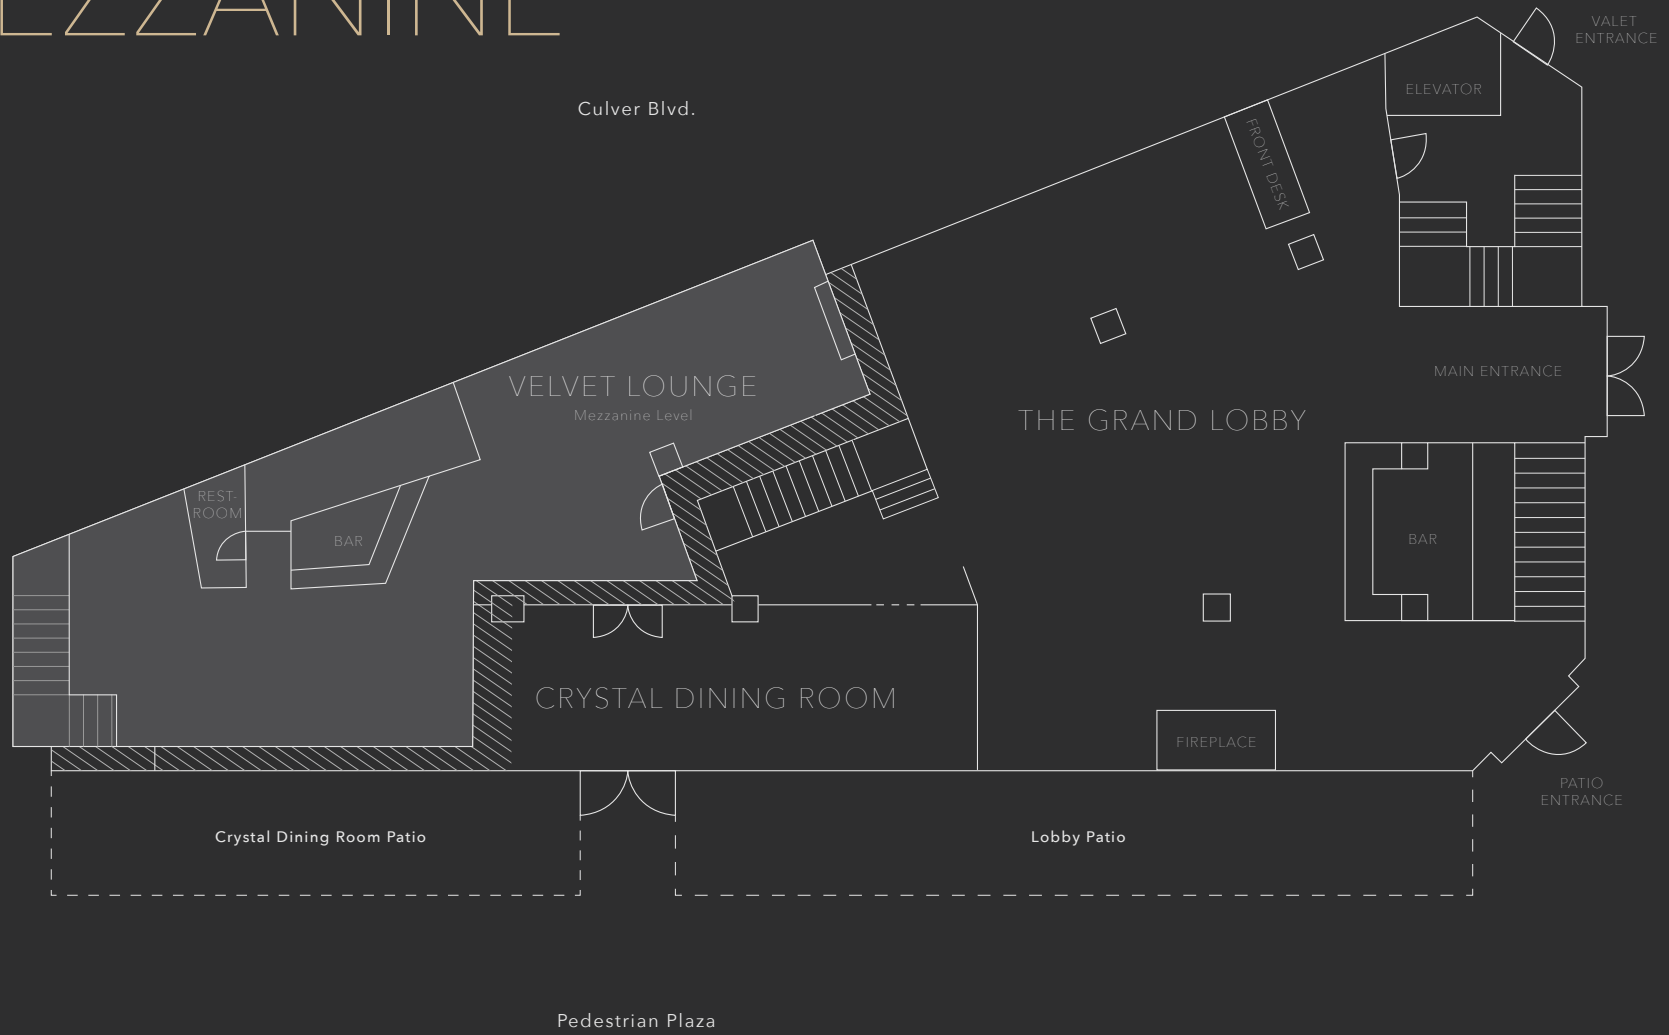 EZZANINE
VALET
ENTRANCE
Culver Blvd.
ELEVATOR
FRONT DESK
VELVET LOUNGE
Mezzanine Level
MAIN ENTRANCE
THE GRAND LOBBY
REST-
ROOM
BAR
BAR
CRYSTAL DINING ROOM
FIREPLACE
PATIO
ENTRANCE
Crystal Dining Room Patio
Lobby Patio
Pedestrian Plaza